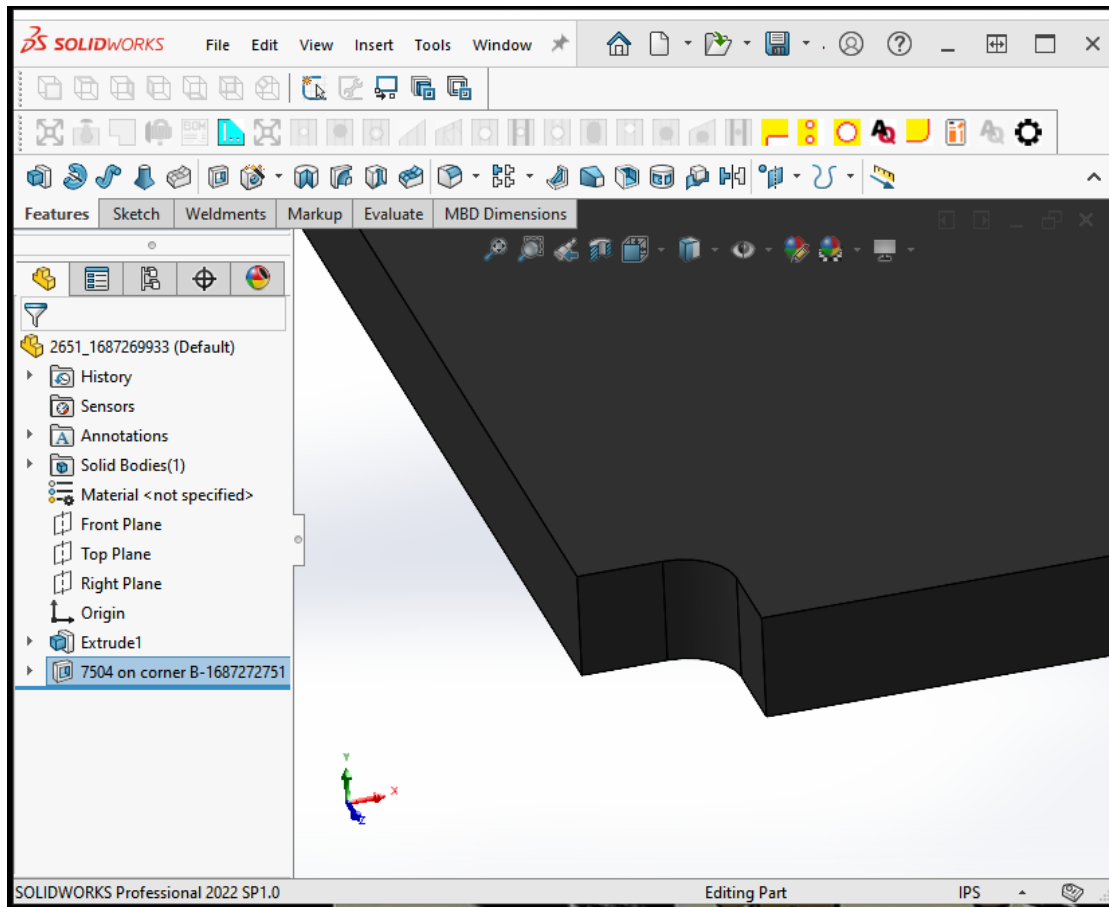 SOLIDWORKS File Edit View Insert Tools Window
Features Sketch Weldments Markup Evaluate MBD Dimensions
2651_1687269933 (Default)
History
Sensors
A Annotations
Solid Bodies(1)
Material <not specified>
Front Plane
Top Plane
Right Plane
Origin
Extrude1
7504 on corner B-1687272751
Y
X
Z
SOLIDWORKS Professional 2022 SP1.0 Editing Part IPS